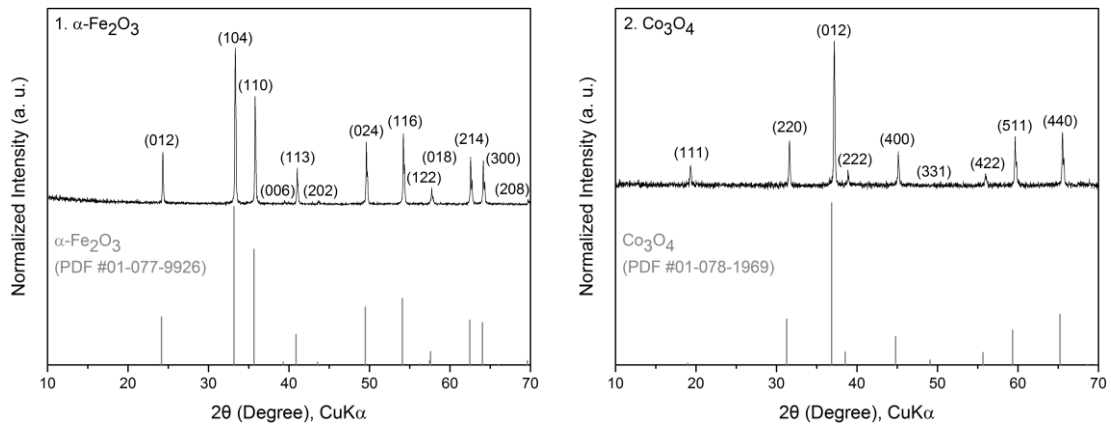 1. α-Fe₂O₃
(104)
(110)
(012)
(113)
(006)
(202)
(024)
(116)
(018)
(122)
(214)
(300)
(208)
α-Fe₂O₃
(PDF #01-077-9926)
Normalized Intensity (a. u.)
10 20 30 40 50 60 70
2θ (Degree), CuKα
2. Co₃O₄
(012)
(111)
(220)
(222)
(400)
(331)
(422)
(511)
(440)
Co₃O₄
(PDF #01-078-1969)
Normalized Intensity (a. u.)
10 20 30 40 50 60 70
2θ (Degree), CuKα